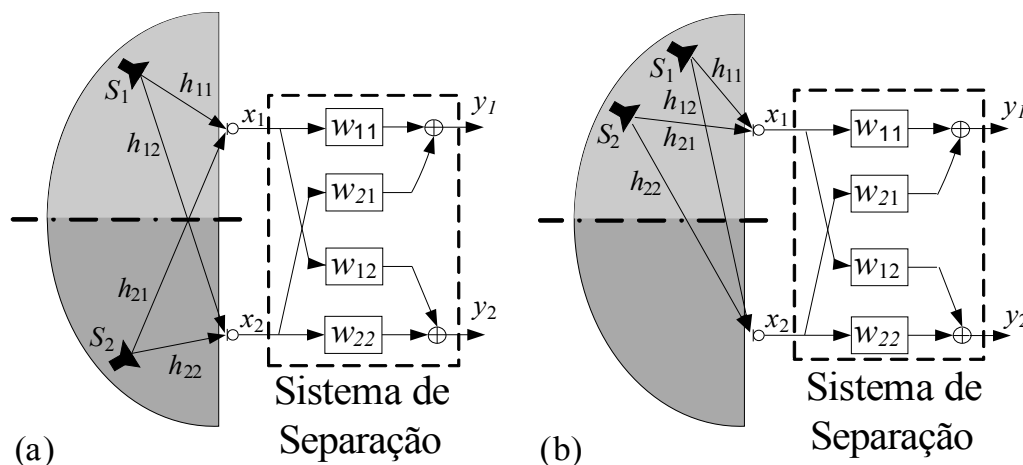 S1
h11
x1
w11
y1
h12
w21
w12
h21
S2
h22
x2
w22
y2
Sistema de
Separação
(a)
S1
h11
S2
h12
x1
w11
y1
h21
h22
w21
w12
x2
w22
y2
Sistema de
Separação
(b)